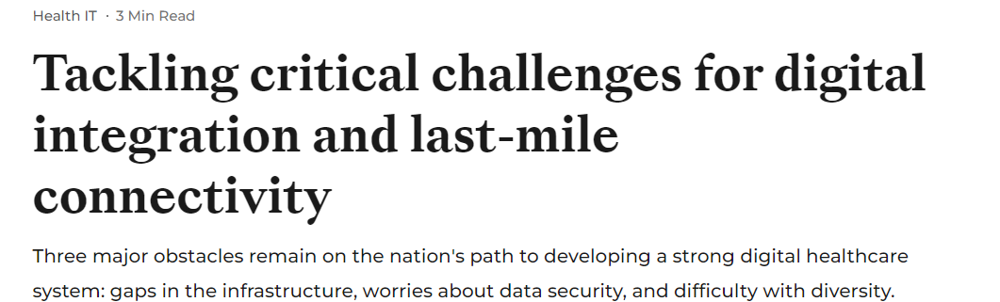 Health IT · 3 Min Read
Tackling critical challenges for digital
integration and last-mile
connectivity
Three major obstacles remain on the nation's path to developing a strong digital healthcare
system: gaps in the infrastructure, worries about data security, and difficulty with diversity.